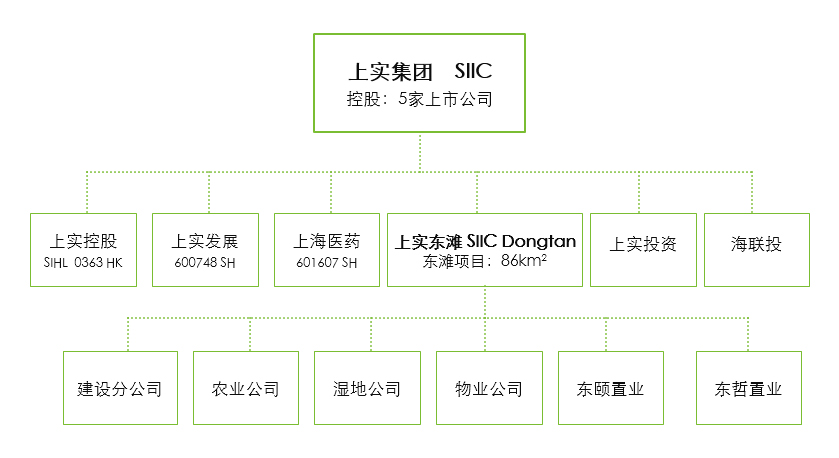 上实集团 SIIC
控股：5家上市公司
上实控股
SIHL 0363 HK
上实发展
600748 SH
上海医药
601607 SH
上实东滩 SIIC Dongtan
东滩项目：86km²
上实投资
海联投
建设分公司
农业公司
湿地公司
物业公司
东颐置业
东哲置业